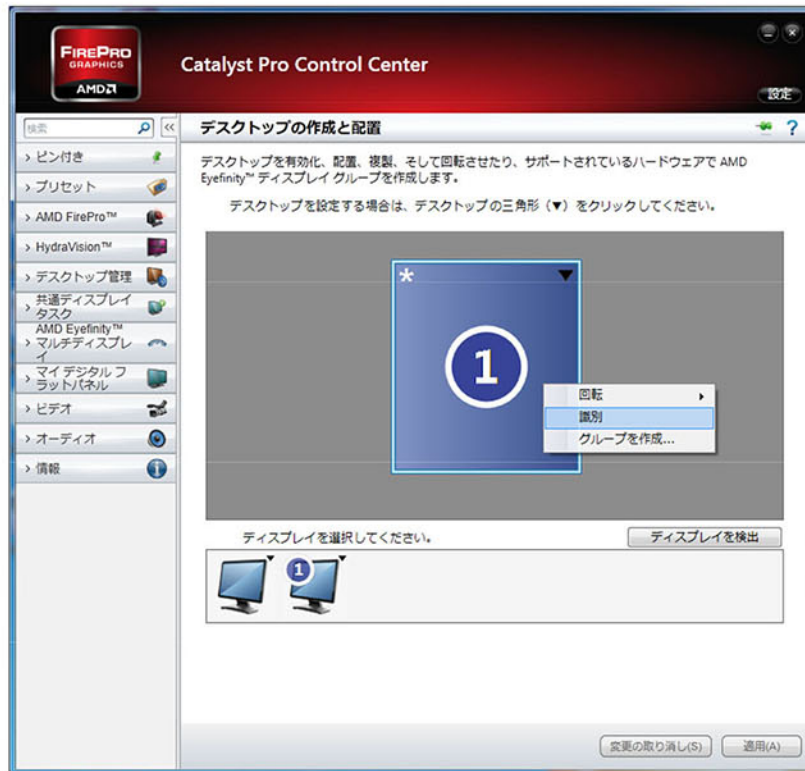 FIREPRO
GRAPHICS
AMD
Catalyst Pro Control Center
設定
検索
デスクトップの作成と配置
?
ピン付き
プリセット
AMD FirePro™
HydraVision™
デスクトップ管理
共通ディスプレイ
タスク
AMD Eyefinity™
マルチディスプレ
イ
マイ デジタル フ
ラットパネル
ビデオ
オーディオ
情報
デスクトップを有効化、配置、複製、そして回転させたり、サポートされているハードウェアで AMD
Eyefinity™ ディスプレイ グループを作成します。
デスクトップを設定する場合は、デスクトップの三角形（▼）をクリックしてください。
*
1
回転
識別
グループを作成...
ディスプレイを選択してください。
ディスプレイを検出
1
変更の取り消し(S)
適用(A)